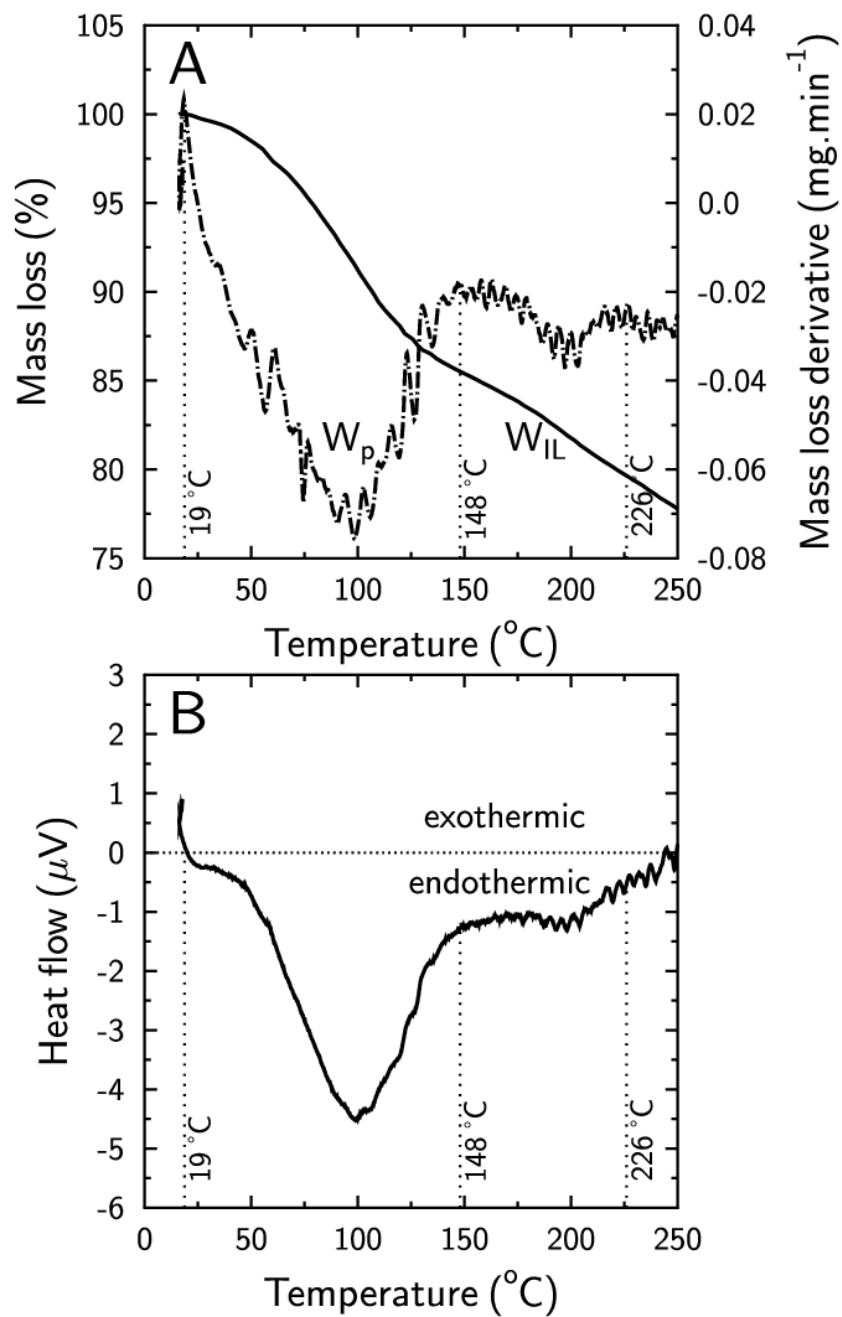 A
105
100
95
90
85
80
75
Mass loss (%)
0.04
0.02
0.0
-0.02
-0.04
-0.06
-0.08
Mass loss derivative (mg.min-1)
Wp
WIL
19 °C
148 °C
226 °C
0 50 100 150 200 250
Temperature (°C)
B
3
2
1
0
-1
-2
-3
-4
-5
-6
Heat flow (μV)
exothermic
endothermic
19 °C
148 °C
226 °C
0 50 100 150 200 250
Temperature (°C)